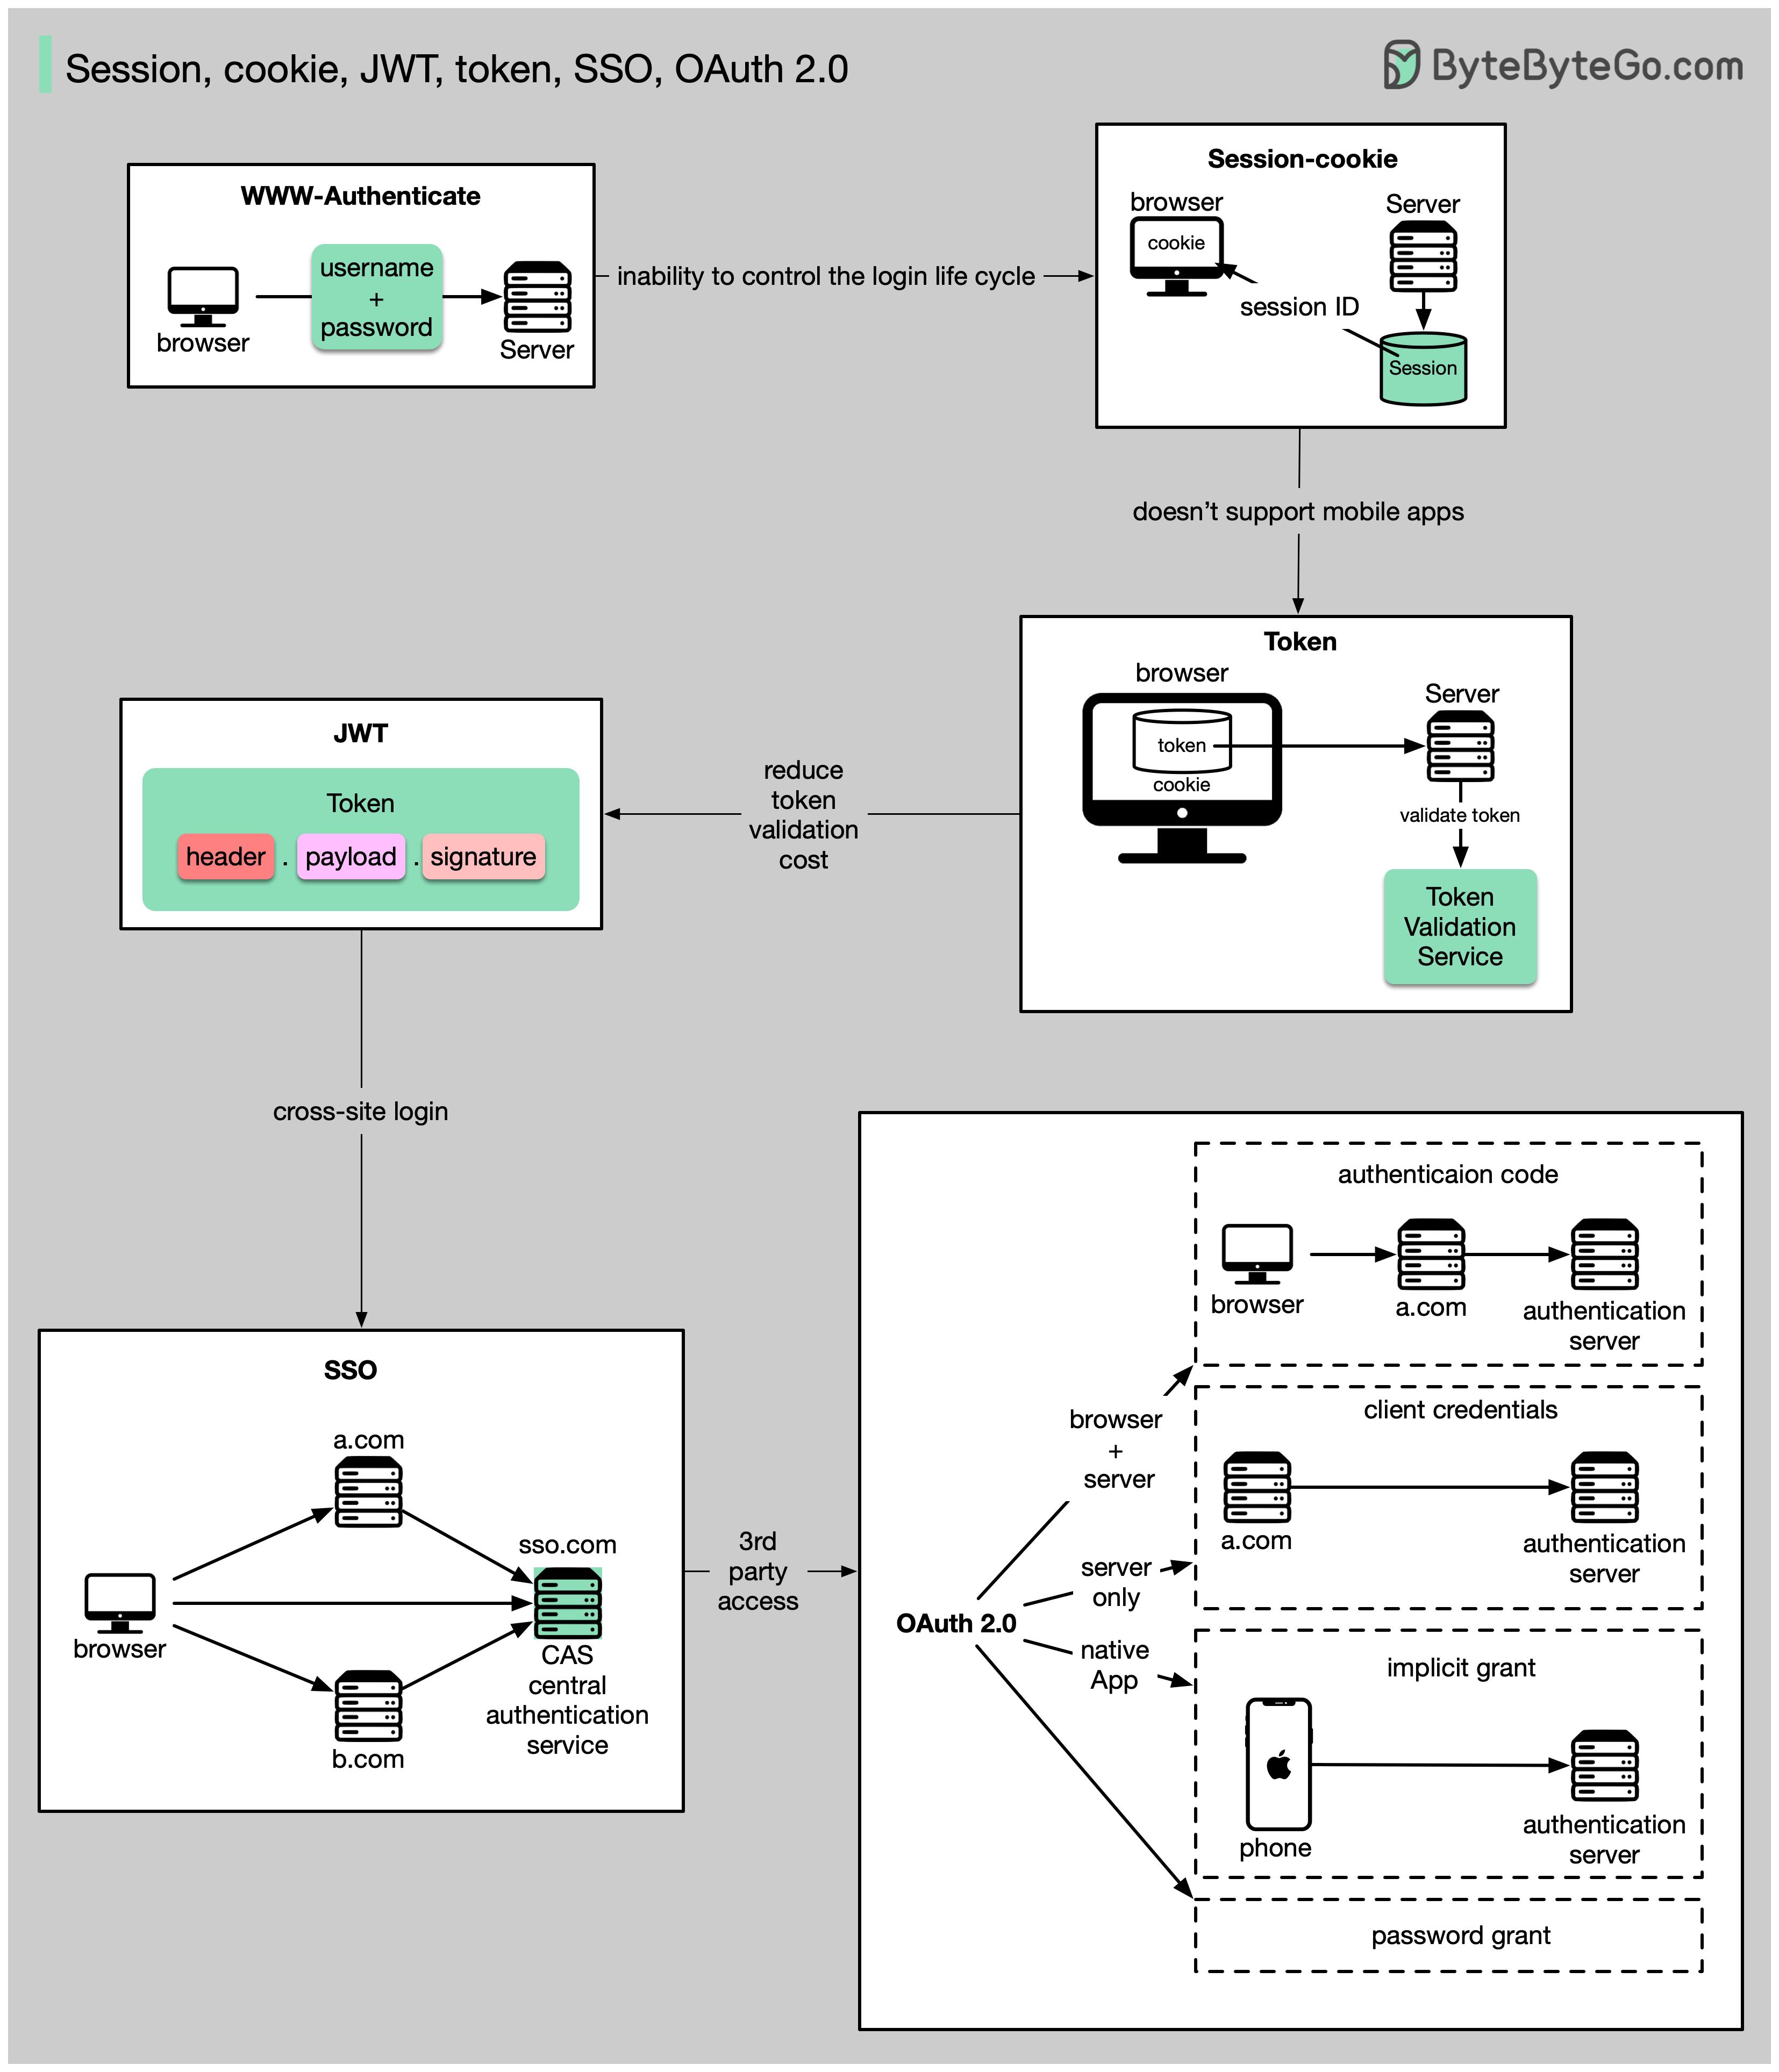 Session, cookie, JWT, token, SSO, OAuth 2.0
ByteByteGo.com
WWW-Authenticate
username
+
password
browser
Server
inability to control the login life cycle
Session-cookie
browser
Server
cookie
session ID
Session
doesn't support mobile apps
Token
browser
Server
token
cookie
validate token
Token
Validation
Service
reduce
token
validation
cost
JWT
Token
header . payload . signature
cross-site login
SSO
a.com
sso.com
browser
CAS
central
authentication
service
b.com
3rd
party
access
OAuth 2.0
browser
+
server
authenticaion code
browser
a.com
authentication
server
server
only
client credentials
a.com
authentication
server
native
App
implicit grant
phone
authentication
server
password grant